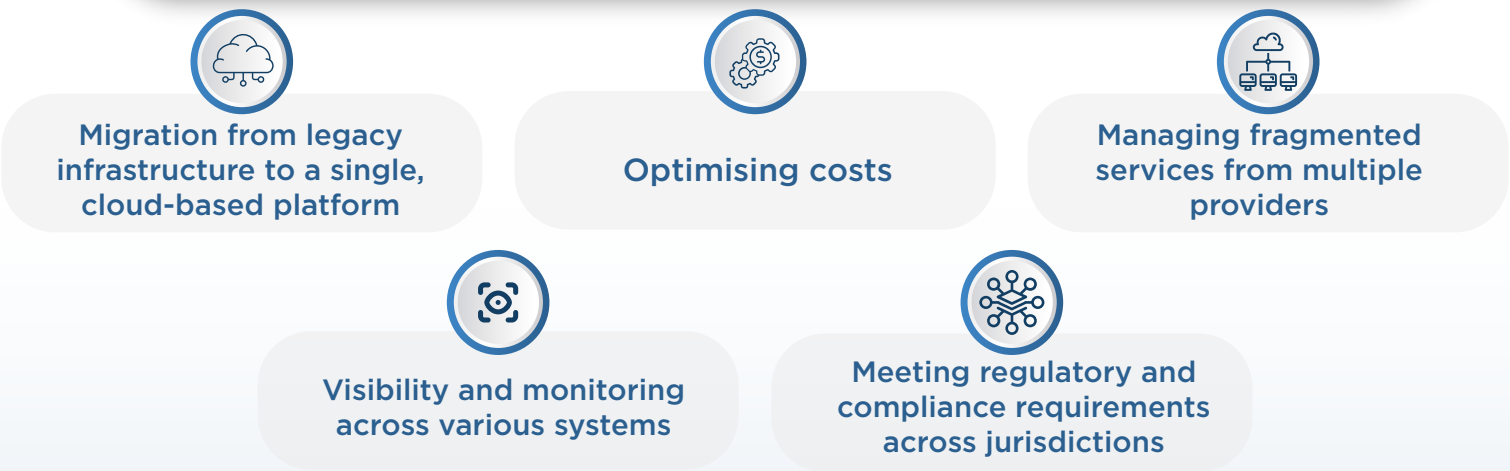 Migration from legacy
infrastructure to a single,
cloud-based platform
Optimising costs
Managing fragmented
services from multiple
providers
Visibility and monitoring
across various systems
Meeting regulatory and
compliance requirements
across jurisdictions